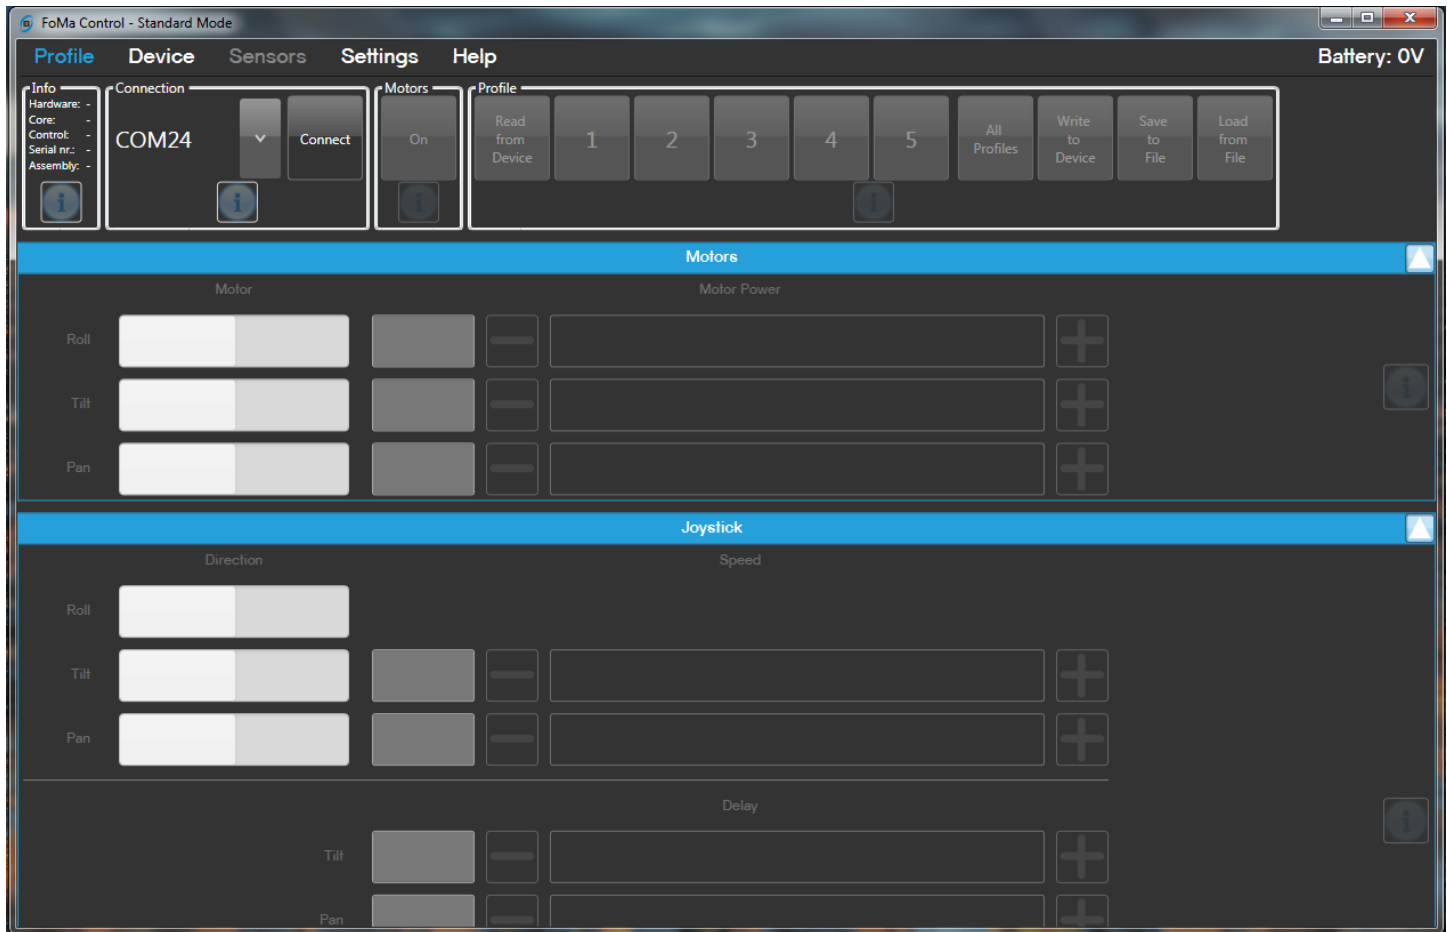 FoMa Control - Standard Mode
Profile Device Sensors Settings Help Battery: 0V
Info
Hardware: -
Core: -
Control: -
Serial nr.: -
Assembly: -
Connection
COM24
Connect
Motors
On
Profile
Read
from
Device
1
2
3
4
5
All
Profiles
Write
to
Device
Save
to
File
Load
from
File
Motors
Motor Motor Power
Roll
Tilt
Pan
Joystick
Direction Speed
Roll
Tilt
Pan
Delay
Tilt
Pan